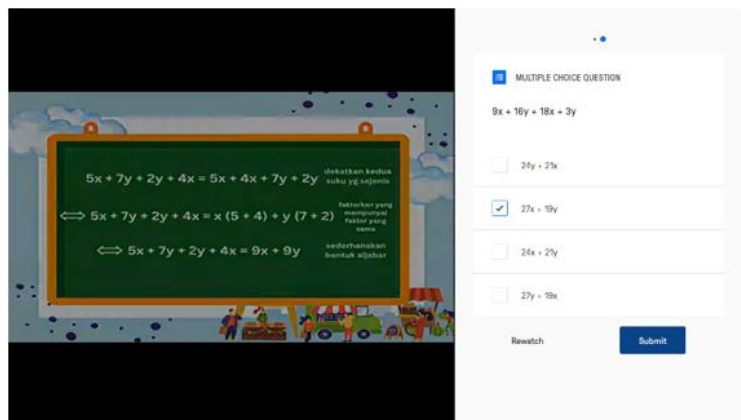 5x + 7y + 2y + 4x = 5x + 4x + 7y + 2y
dekatkan kedua
suku yg sejenis
⟺ 5x + 7y + 2y + 4x = x (5 + 4) + y (7 + 2)
faktorkan yang
mempunyai
faktor yang
sama
⟺ 5x + 7y + 2y + 4x = 9x + 9y
sederhanakan
bentuk aljabar
MULTIPLE CHOICE QUESTION
9x + 16y + 18x + 3y
24y + 21x
27x + 19y
24x + 21y
27y + 19x
Rewatch
Submit